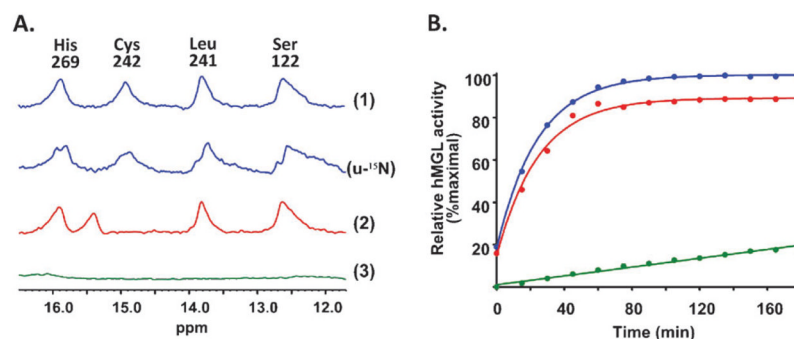 A.
His Cys Leu Ser
269 242 241 122
(1)
(u-¹⁵N)
(2)
(3)
16.0 15.0 14.0 13.0 12.0
ppm
B.
Relative hMGL activity
(%maximal)
100
80
60
40
20
0 40 80 120 160
Time (min)